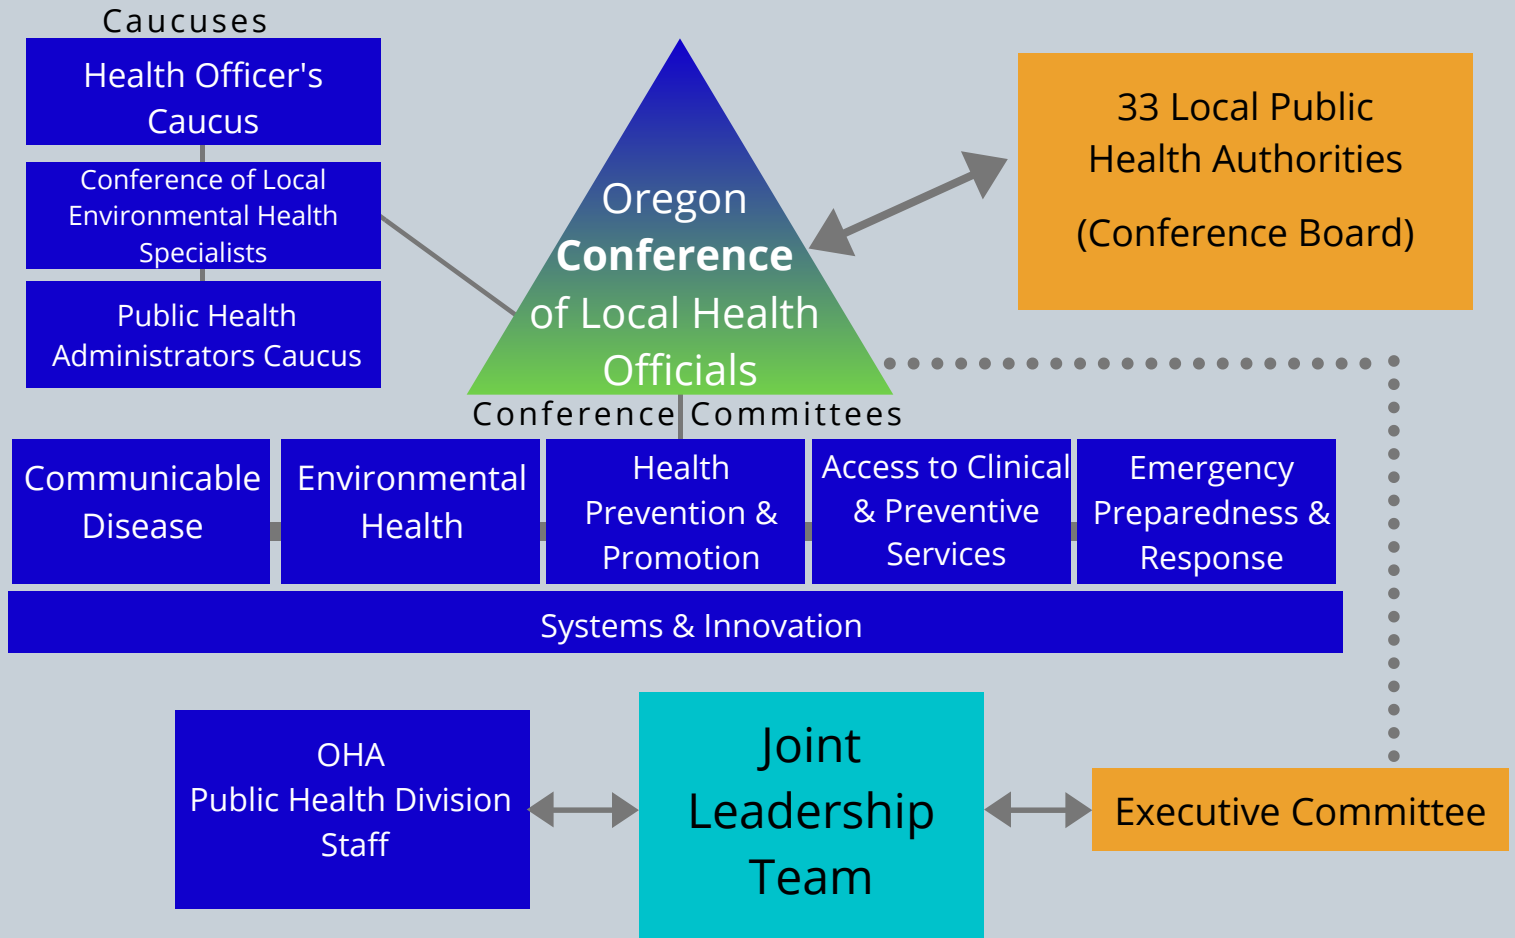 Caucuses
Health Officer's
Caucus
Conference of Local
Environmental Health
Specialists
Public Health
Administrators Caucus
Oregon
Conference
of Local Health
Officials
33 Local Public
Health Authorities
(Conference Board)
Conference Committees
Communicable
Disease
Environmental
Health
Health
Prevention &
Promotion
Access to Clinical
& Preventive
Services
Emergency
Preparedness &
Response
Systems & Innovation
OHA
Public Health Division
Staff
Joint
Leadership
Team
Executive Committee